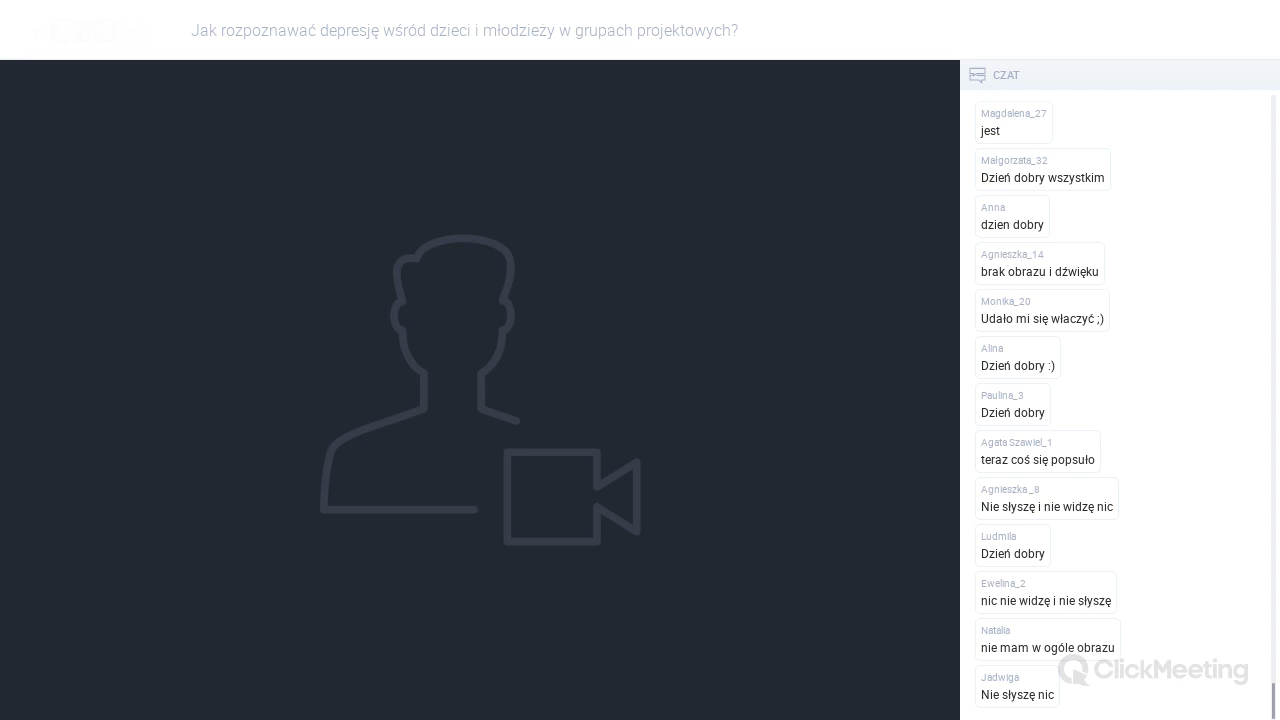 Jak rozpoznawać depresję wśród dzieci i młodzieży w grupach projektowych?
CZAT
Magdalena_27
jest
Małgorzata_32
Dzień dobry wszystkim
Anna
dzien dobry
Agnieszka_14
brak obrazu i dźwięku
Monika_20
Udało mi się właczyć ;)
Alina
Dzień dobry :)
Paulina_3
Dzień dobry
Agata Szawiel_1
teraz coś się popsuło
Agnieszka_8
Nie słyszę i nie widzę nic
Ludmila
Dzień dobry
Ewelina_2
nic nie widzę i nie słyszę
Natalia
nie mam w ogóle obrazu
Jadwiga
Nie słyszę nic
ClickMeeting